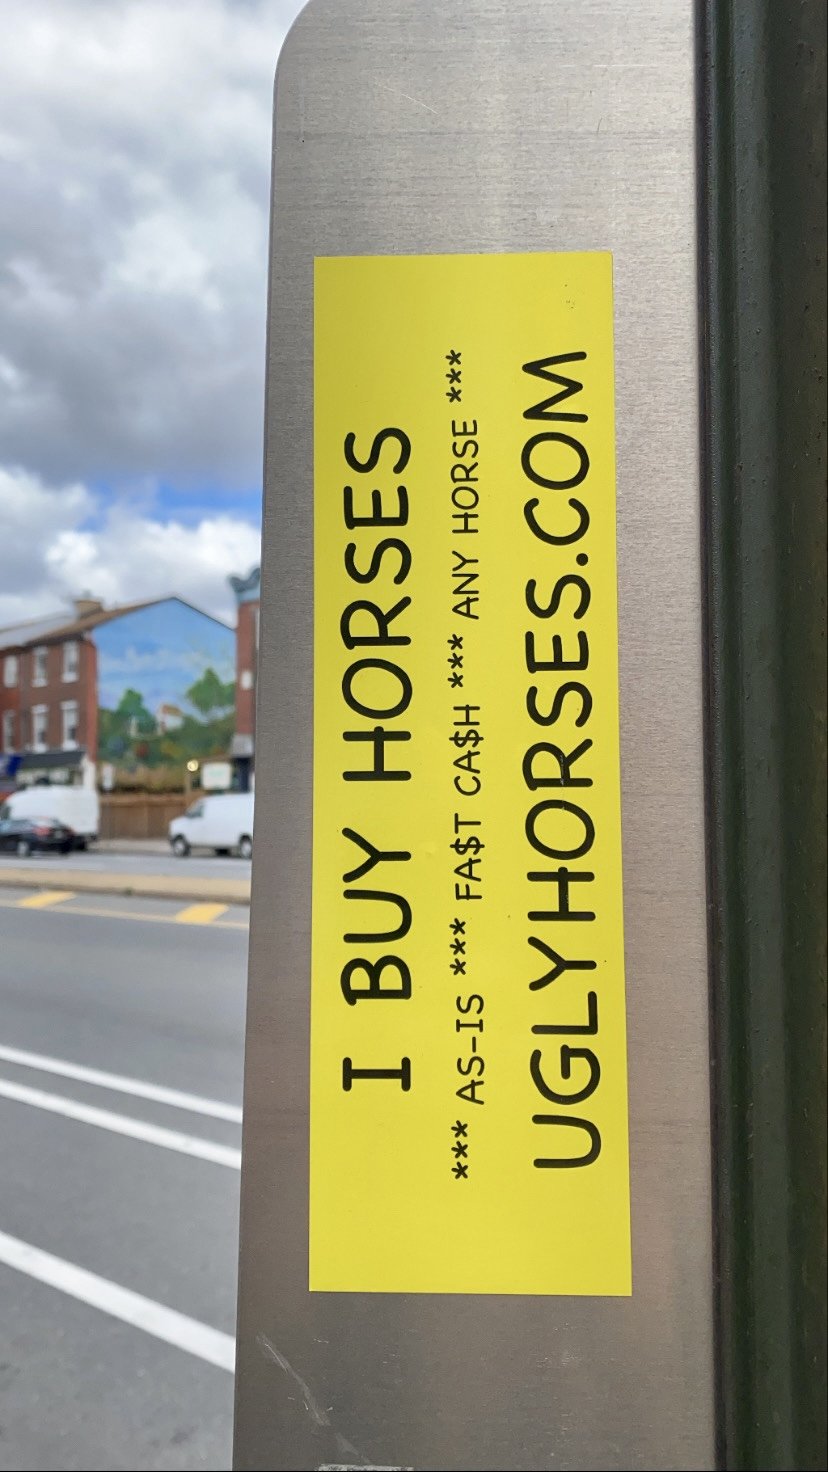 I BUY HORSES
*** AS-IS *** FA$T CA$H *** ANY HORSE ***
UGLYHORSES.COM